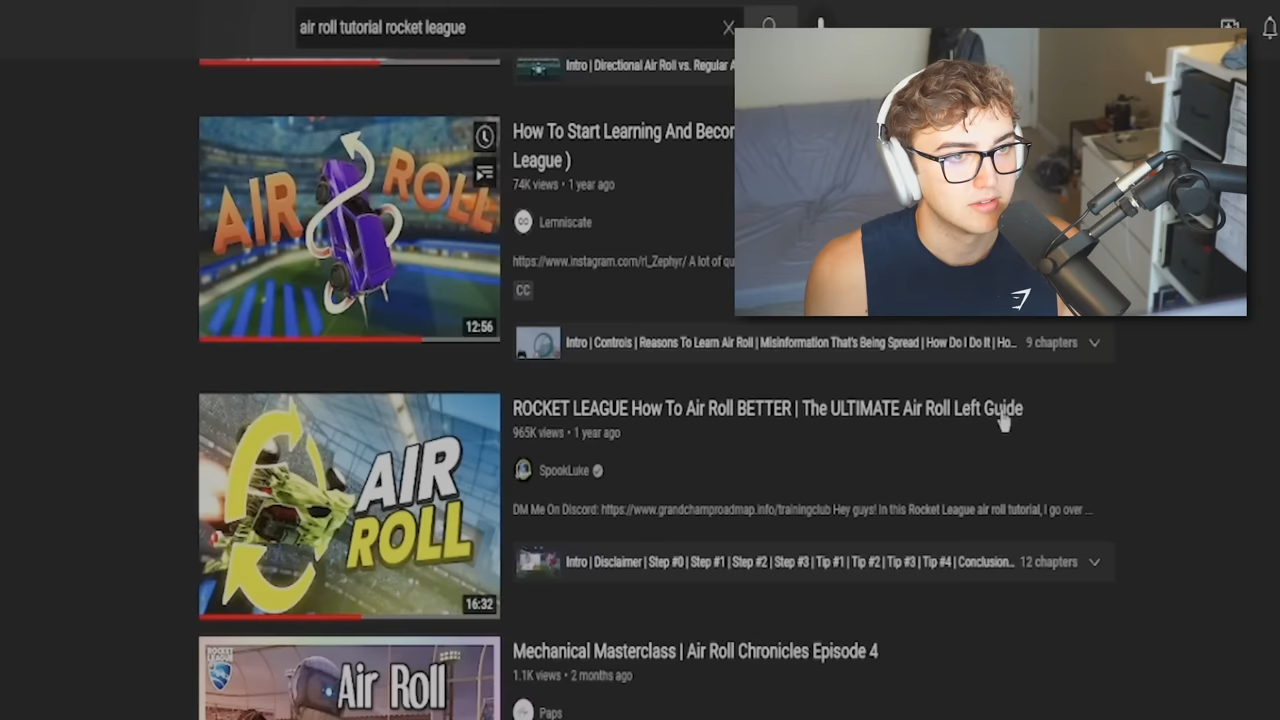 air roll tutorial rocket league
Intro | Directional Air Roll vs. Regular A
AIR ROLL
12:56
How To Start Learning And Becor
League )
74K views • 1 year ago
Lemniscate
https://www.instagram.com/rl_Zephyr/ A lot of qu
CC
Intro | Controls | Reasons To Learn Air Roll | Misinformation That's Being Spread | How Do I Do It | Ho... 9 chapters
AIR
ROLL
16:32
ROCKET LEAGUE How To Air Roll BETTER | The ULTIMATE Air Roll Left Guide
965K views • 1 year ago
SpookLuke
DM Me On Discord: https://www.grandchamproadmap.info/trainingclub Hey guys! In this Rocket League air roll tutorial, I go over ...
Intro | Disclaimer | Step #0 | Step #1 | Step #2 | Step #3 | Tip #1 | Tip #2 | Tip #3 | Tip #4 | Conclusion... 12 chapters
ROCKET
LEAGUE
Air Roll
Mechanical Masterclass | Air Roll Chronicles Episode 4
1.1K views • 2 months ago
Paps